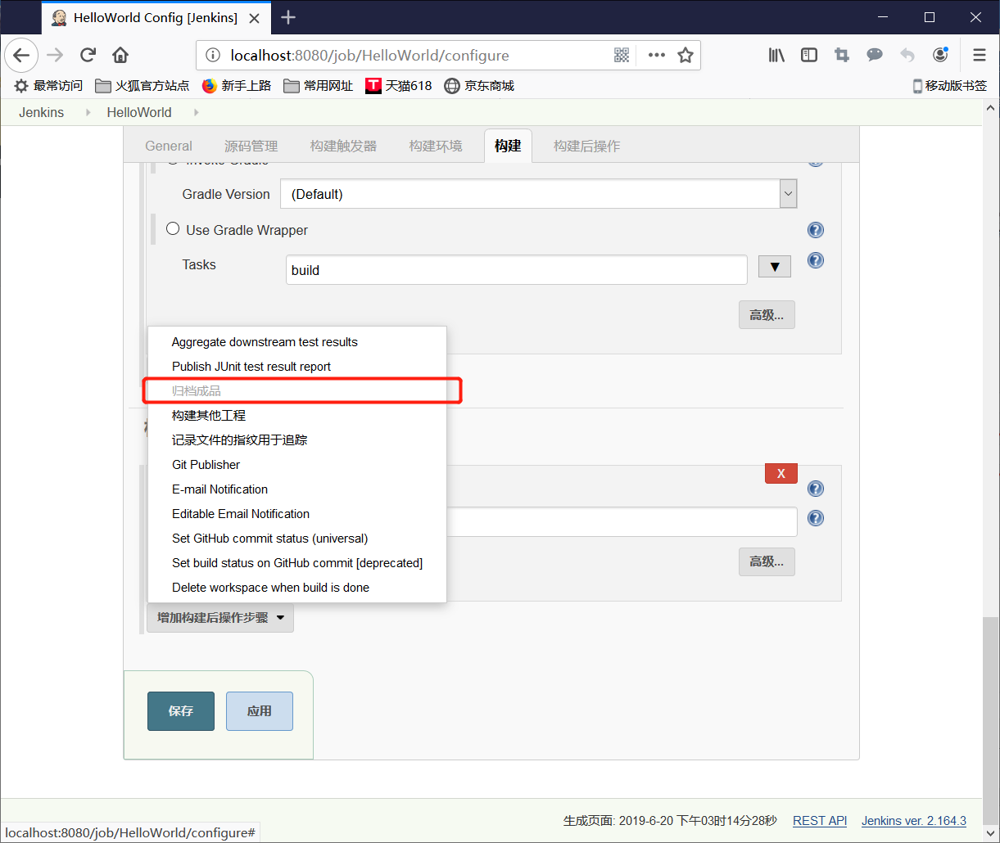 HelloWorld Config [Jenkins]
localhost:8080/job/HelloWorld/configure
最常访问 火狐官方站点 新手上路 常用网址 T 天猫618 京东商城 移动版书签
Jenkins HelloWorld
General 源码管理 构建触发器 构建环境 构建 构建后操作
Invoke Gradle
Gradle Version (Default)
Use Gradle Wrapper
Tasks build
高级...
Aggregate downstream test results
Publish JUnit test result report
归档成品
构建其他工程
记录文件的指纹用于追踪
Git Publisher
X
E-mail Notification
Editable Email Notification
Set GitHub commit status (universal)
Set build status on GitHub commit [deprecated]
高级...
Delete workspace when build is done
增加构建后操作步骤
保存 应用
生成页面: 2019-6-20 下午03时14分28秒 REST API Jenkins ver. 2.164.3
localhost:8080/job/HelloWorld/configure#